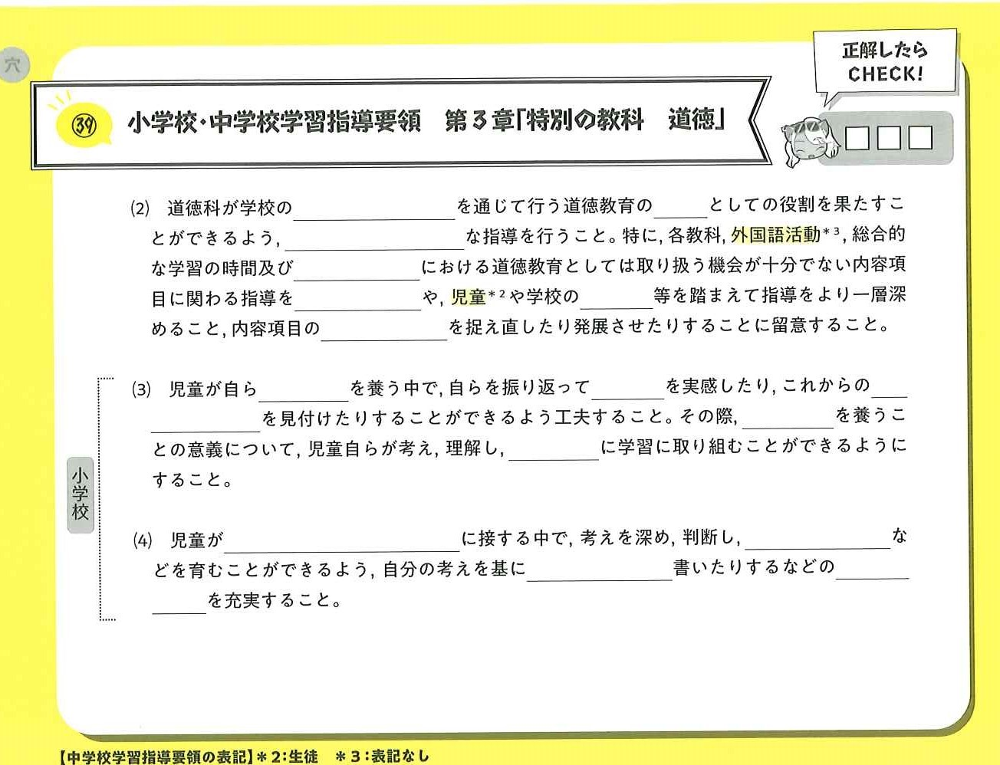 穴
正解したら
CHECK!
㊴ 小学校・中学校学習指導要領　第3章「特別の教科　道徳」
(2)　道徳科が学校の＿＿＿＿＿＿＿＿＿を通じて行う道徳教育の＿＿＿としての役割を果たすこ
とができるよう,＿＿＿＿＿＿＿＿＿＿な指導を行うこと。特に,各教科,外国語活動＊3,総合的
な学習の時間及び＿＿＿＿＿＿＿における道徳教育としては取り扱う機会が十分でない内容項
目に関わる指導を＿＿＿＿＿＿＿や,児童＊2や学校の＿＿＿＿等を踏まえて指導をより一層深
めること,内容項目の＿＿＿＿＿＿＿を捉え直したり発展させたりすることに留意すること。
(3)　児童が自ら＿＿＿＿＿を養う中で,自らを振り返って＿＿＿＿を実感したり,これからの＿＿
＿＿＿＿＿＿を見付けたりすることができるよう工夫すること。その際,＿＿＿＿＿を養うこ
との意義について,児童自らが考え,理解し,＿＿＿＿＿に学習に取り組むことができるように
すること。
小学校
(4)　児童が＿＿＿＿＿＿＿＿＿＿＿＿＿に接する中で,考えを深め,判断し,＿＿＿＿＿＿＿＿な
どを育むことができるよう,自分の考えを基に＿＿＿＿＿＿＿＿書いたりするなどの＿＿＿＿
＿＿＿を充実すること。
【中学校学習指導要領の表記】＊2:生徒　＊3:表記なし